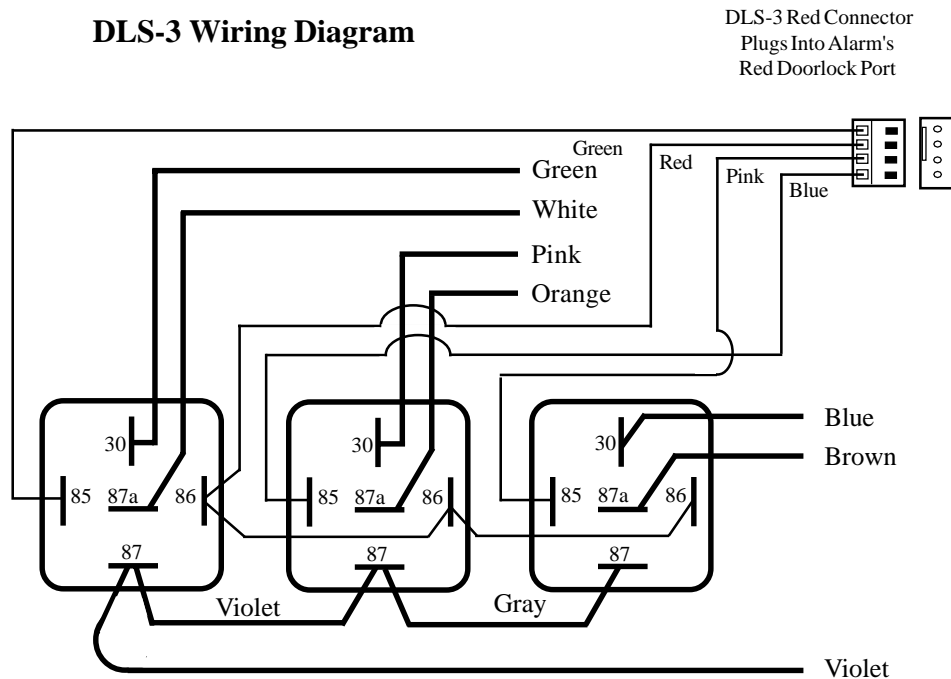 DLS-3 Wiring Diagram
DLS-3 Red Connector
Plugs Into Alarm's
Red Doorlock Port
Green
Red
Pink
Blue
Green
White
Pink
Orange
Blue
Brown
30
85
87a
86
87
30
85
87a
86
87
30
85
87a
86
87
Violet
Gray
Violet